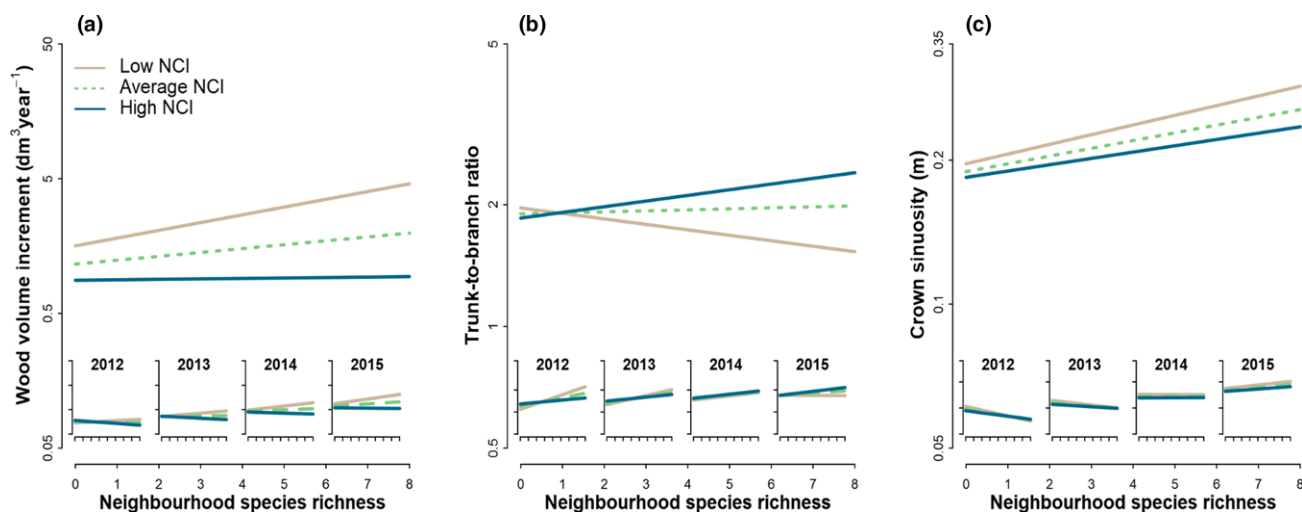 (a)
Wood volume increment (dm³year⁻¹)
50
5
0.5
0.05
Low NCI
Average NCI
High NCI
2012
2013
2014
2015
0 1 2 3 4 5 6 7 8
Neighbourhood species richness
(b)
Trunk-to-branch ratio
5
2
1
0.5
2012
2013
2014
2015
0 1 2 3 4 5 6 7 8
Neighbourhood species richness
(c)
Crown sinuosity (m)
0.35
0.2
0.1
0.05
2012
2013
2014
2015
0 1 2 3 4 5 6 7 8
Neighbourhood species richness